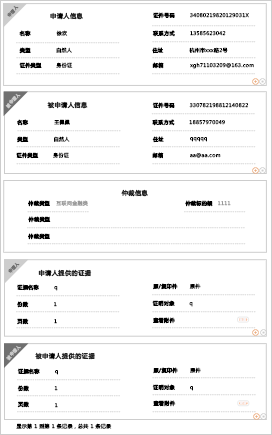 申请人
申请人信息
证件号码 34080219820129031X
名称 徐欢
联系方式 13585623042
类型 自然人
住址 杭州市xxx路2号
证件类型 身份证
邮箱 xgh71103209@163.com
被申请人
被申请人信息
证件号码 330782198812140822
名称 王佩佩
联系方式 18857970049
类型 自然人
住址 qqqqq
证件类型 身份证
邮箱 aa@aa.com
仲裁信息
仲裁类型 互联网金融类
仲裁标的额 1111
仲裁类型
仲裁类型
申请人
申请人提供的证据
证据名称 q
原/复印件 原件
份数 1
证明对象 q
页数 1
查看附件
被申请人
被申请人提供的证据
证据名称 q
原/复印件 原件
份数 1
证明对象 q
页数 1
查看附件
显示第 1 到第 1 条记录，总共 1 条记录